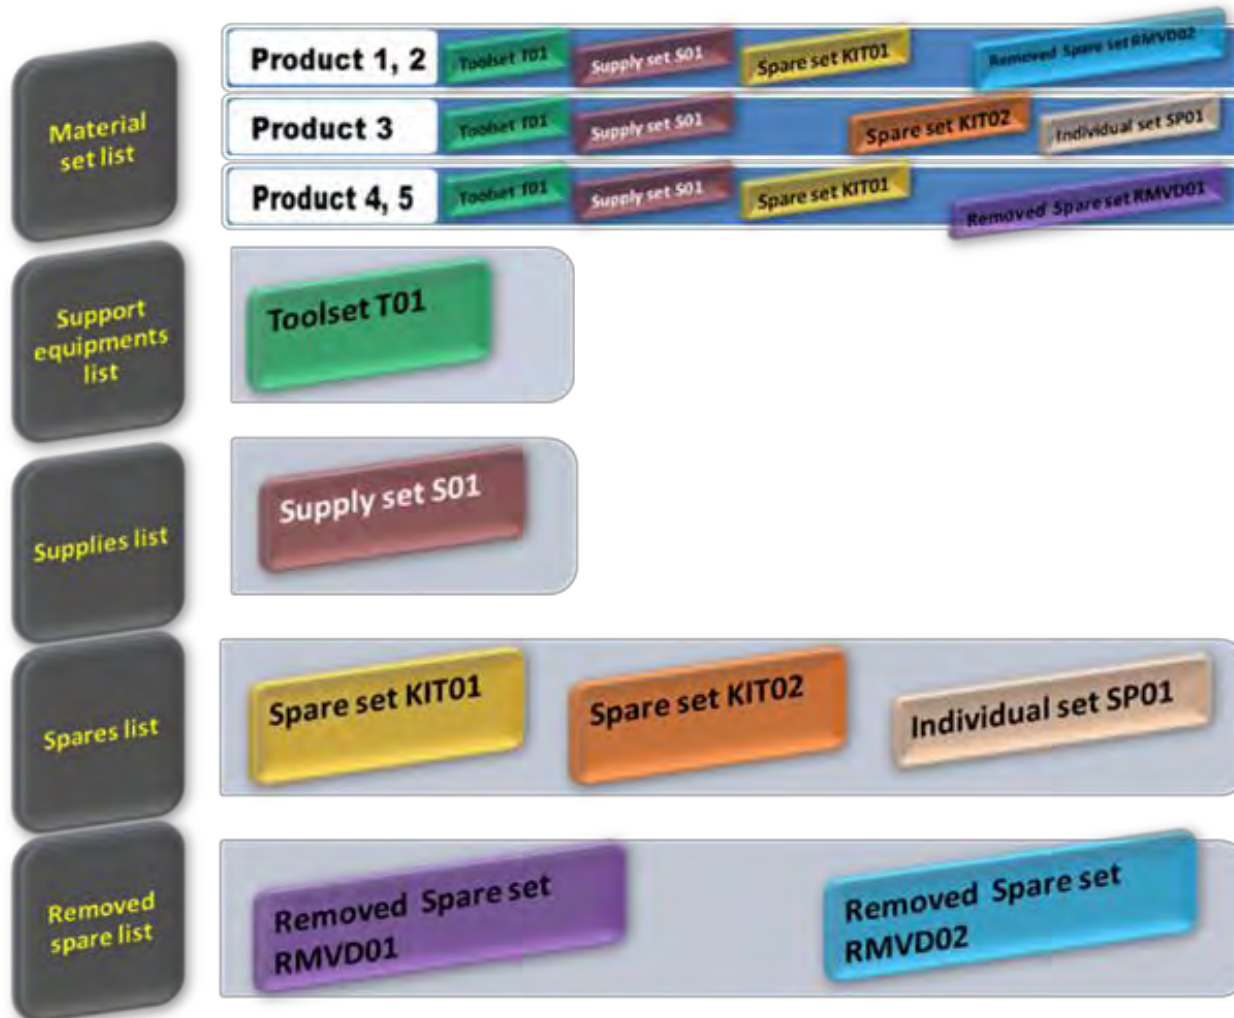 Material
set list
Product 1, 2 Toolset T01 Supply set S01 Spare set KIT01 Removed Spare set RMVD02
Product 3 Toolset T01 Supply set S01 Spare set KIT02 Individual set SP01
Product 4, 5 Toolset T01 Supply set S01 Spare set KIT01 Removed Spare set RMVD01
Support
equipments
list
Toolset T01
Supplies list
Supply set S01
Spares list
Spare set KIT01
Spare set KIT02
Individual set SP01
Removed
spare list
Removed Spare set
RMVD01
Removed Spare set
RMVD02